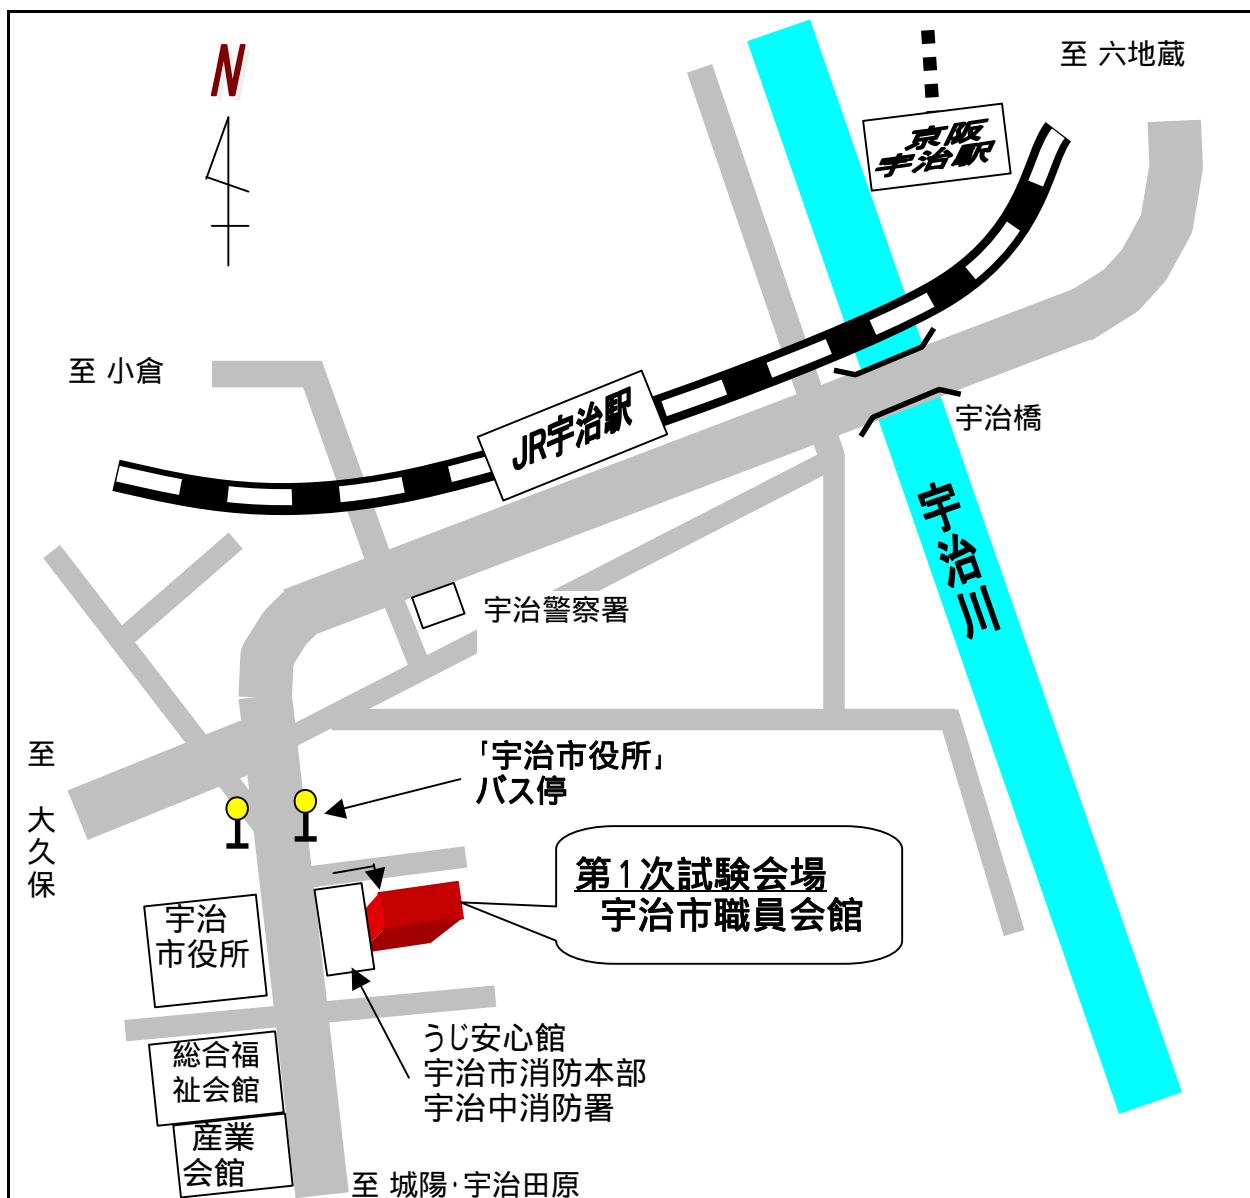 N
至 六地蔵
京阪
宇治駅
至 小倉
JR宇治駅
宇治橋
宇治川
宇治警察署
至 大久保
「宇治市役所」
バス停
第1次試験会場
宇治市職員会館
宇治
市役所
うじ安心館
宇治市消防本部
宇治中消防署
総合福
祉会館
産業
会館
至 城陽・宇治田原